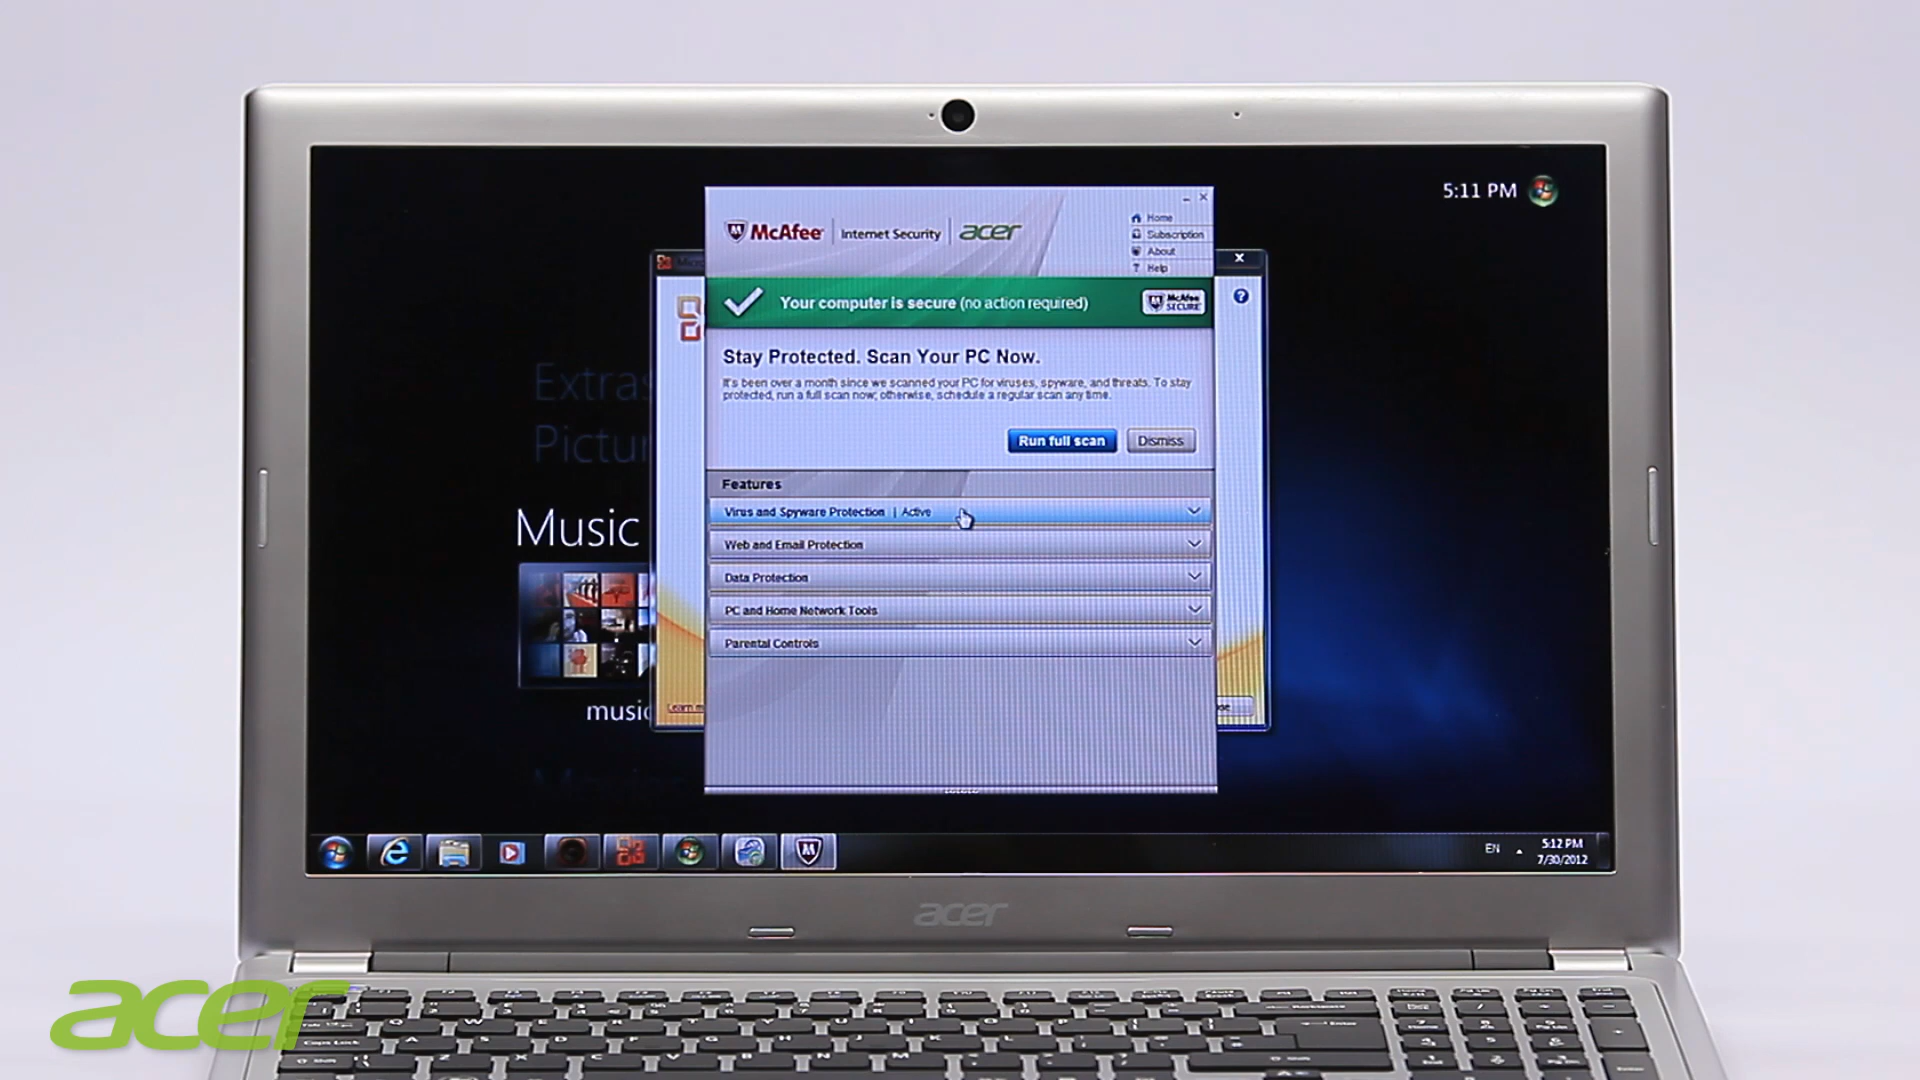 5:11 PM
McAfee Internet Security acer
Home
Subscription
About
Help
Your computer is secure (no action required)
McAfee SECURE
Stay Protected. Scan Your PC Now.
It's been over a month since we scanned your PC for viruses, spyware, and threats. To stay
protected, run a full scan now; otherwise, schedule a regular scan any time.
Run full scan
Dismiss
Features
Virus and Spyware Protection | Active
Web and Email Protection
Data Protection
PC and Home Network Tools
Parental Controls
Extras
Pictur
Music
music
EN
5:12 PM
7/30/2012
acer
acer